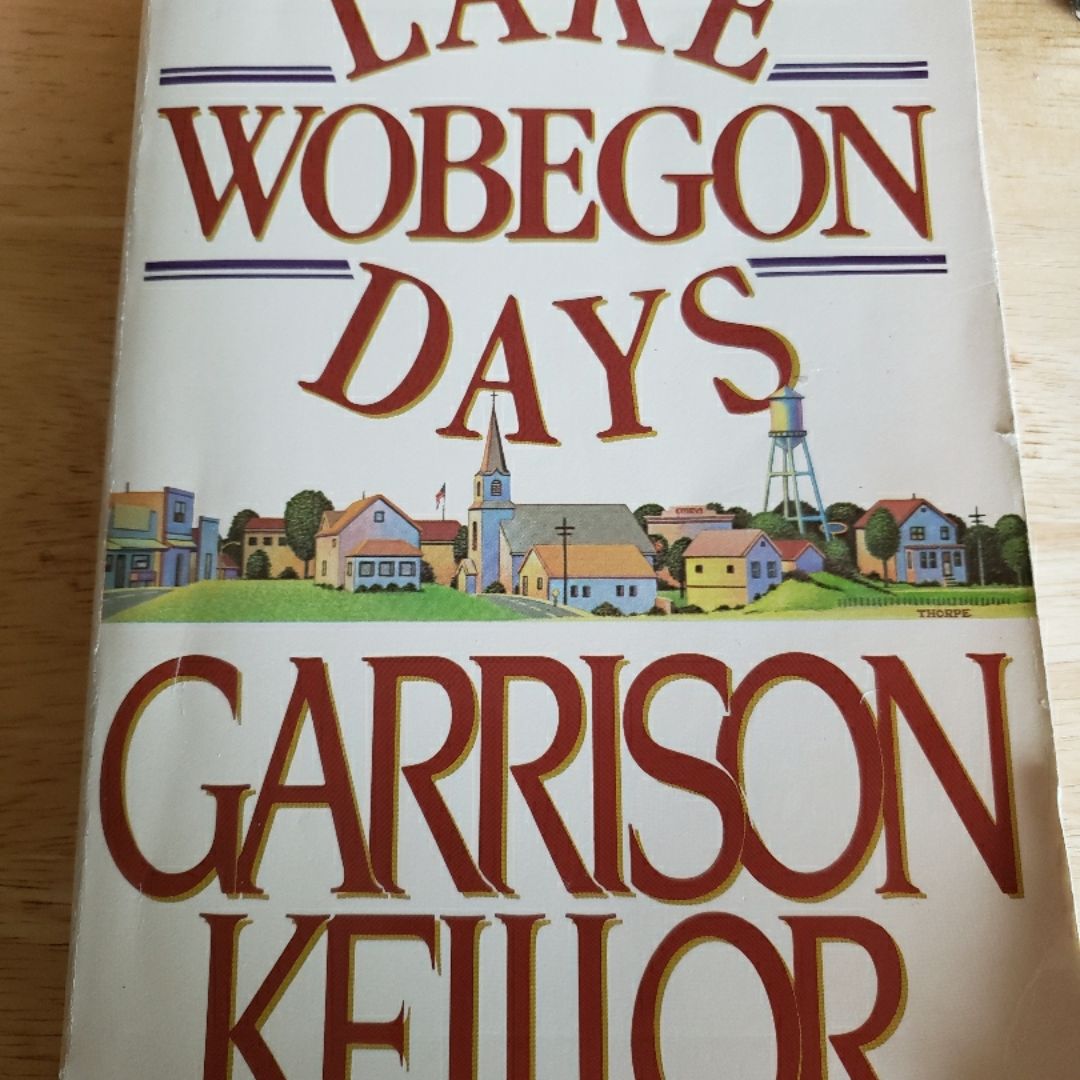 LAKE
WOBEGON
DAYS
THORPE
GARRISON
KEILLOR